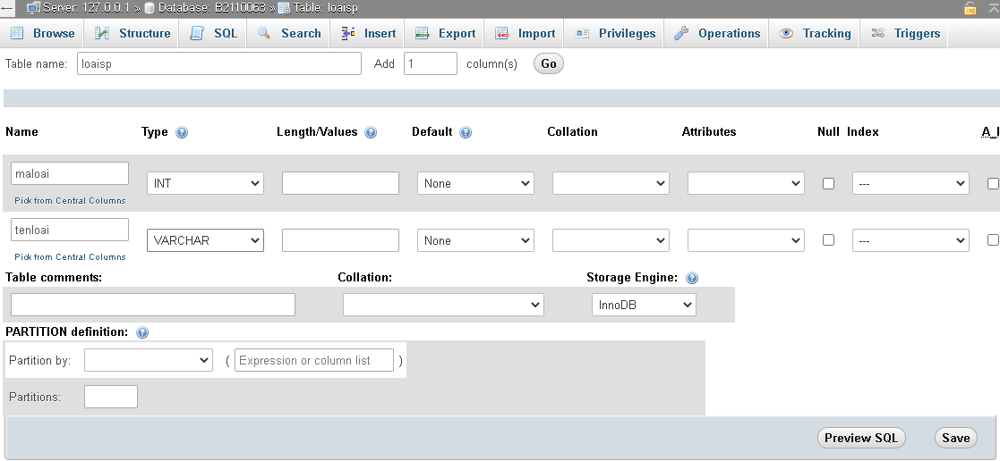 Server: 127.0.0.1 » Database: B2110063 » Table: loaisp
Browse Structure SQL Search Insert Export Import Privileges Operations Tracking Triggers
Table name: loaisp Add 1 column(s) Go
Name Type Length/Values Default Collation Attributes Null Index A_I
maloai INT None ---
Pick from Central Columns
tenloai VARCHAR None ---
Pick from Central Columns
Table comments: Collation: Storage Engine:
InnoDB
PARTITION definition:
Partition by: ( Expression or column list )
Partitions:
Preview SQL Save